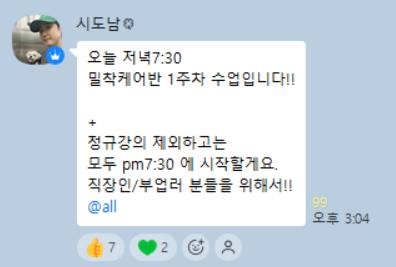 시도남
오늘 저녁7:30
밀착케어반 1주차 수업입니다!!
+
정규강의 제외하고는
모두 pm7:30 에 시작할게요.
직장인/부업러 분들을 위해서!!
@all
99
오후 3:04
7
2